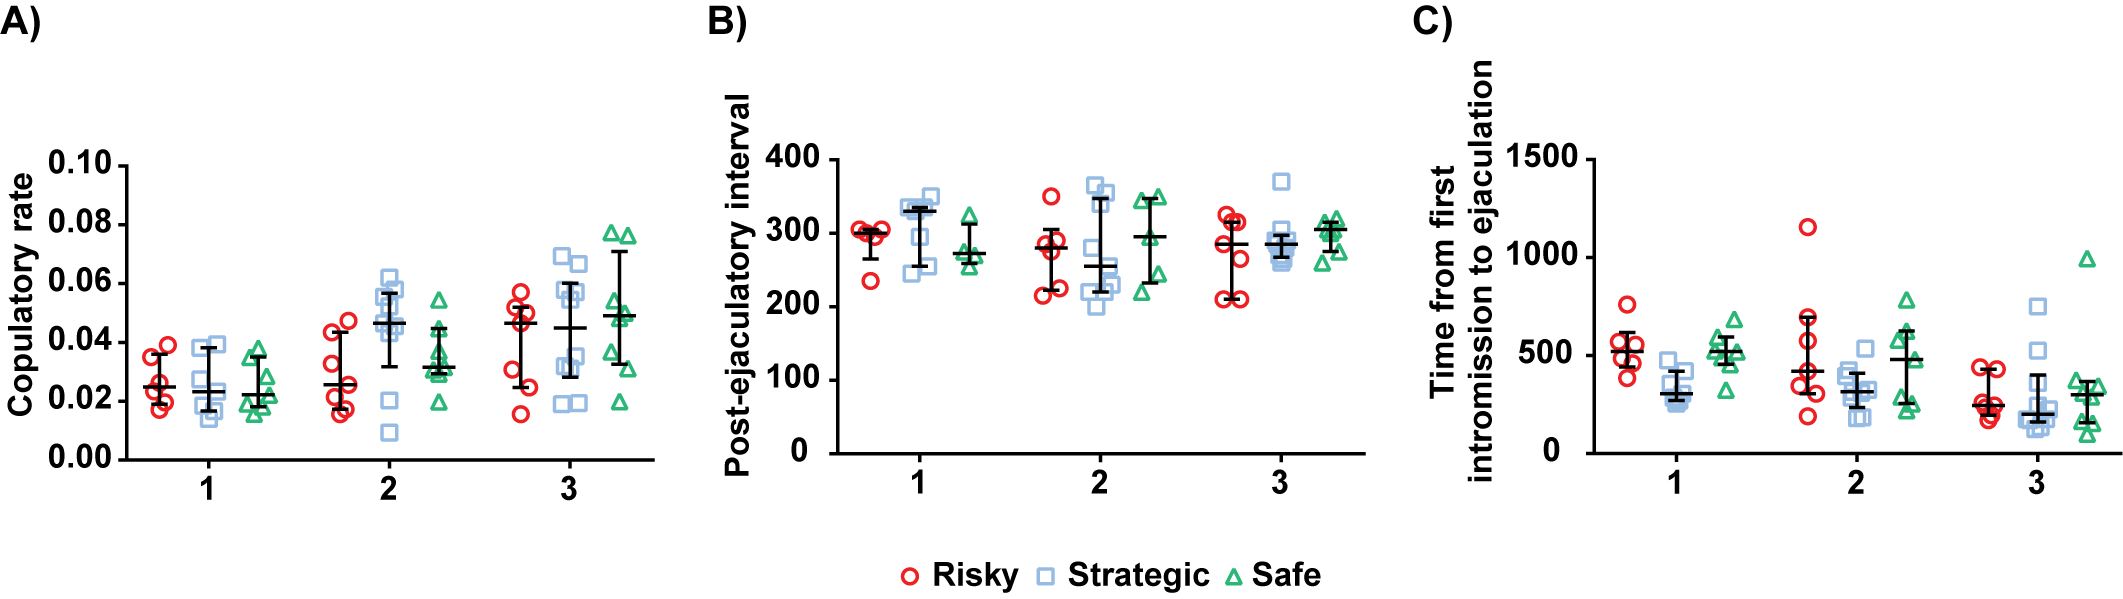 A)
B)
C)
Copulatory rate
0.10
0.08
0.06
0.04
0.02
0.00
1
2
3
Post-ejaculatory interval
400
300
200
100
0
1
2
3
Time from first
intromission to ejaculation
1500
1000
500
0
1
2
3
Risky
Strategic
Safe